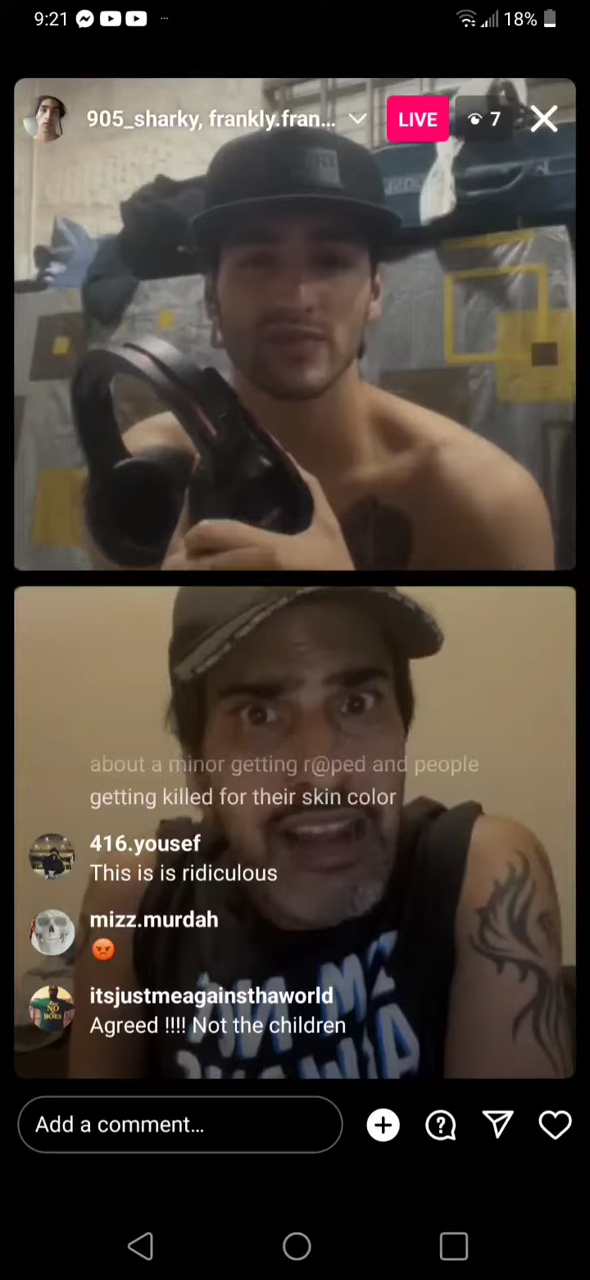 9:21
18%
905_sharky, frankly.fran...
LIVE
7
about a minor getting r@ped and people
getting killed for their skin color
416.yousef
This is is ridiculous
mizz.murdah
itsjustmeagainsthaworld
Agreed !!!! Not the children
Add a comment...